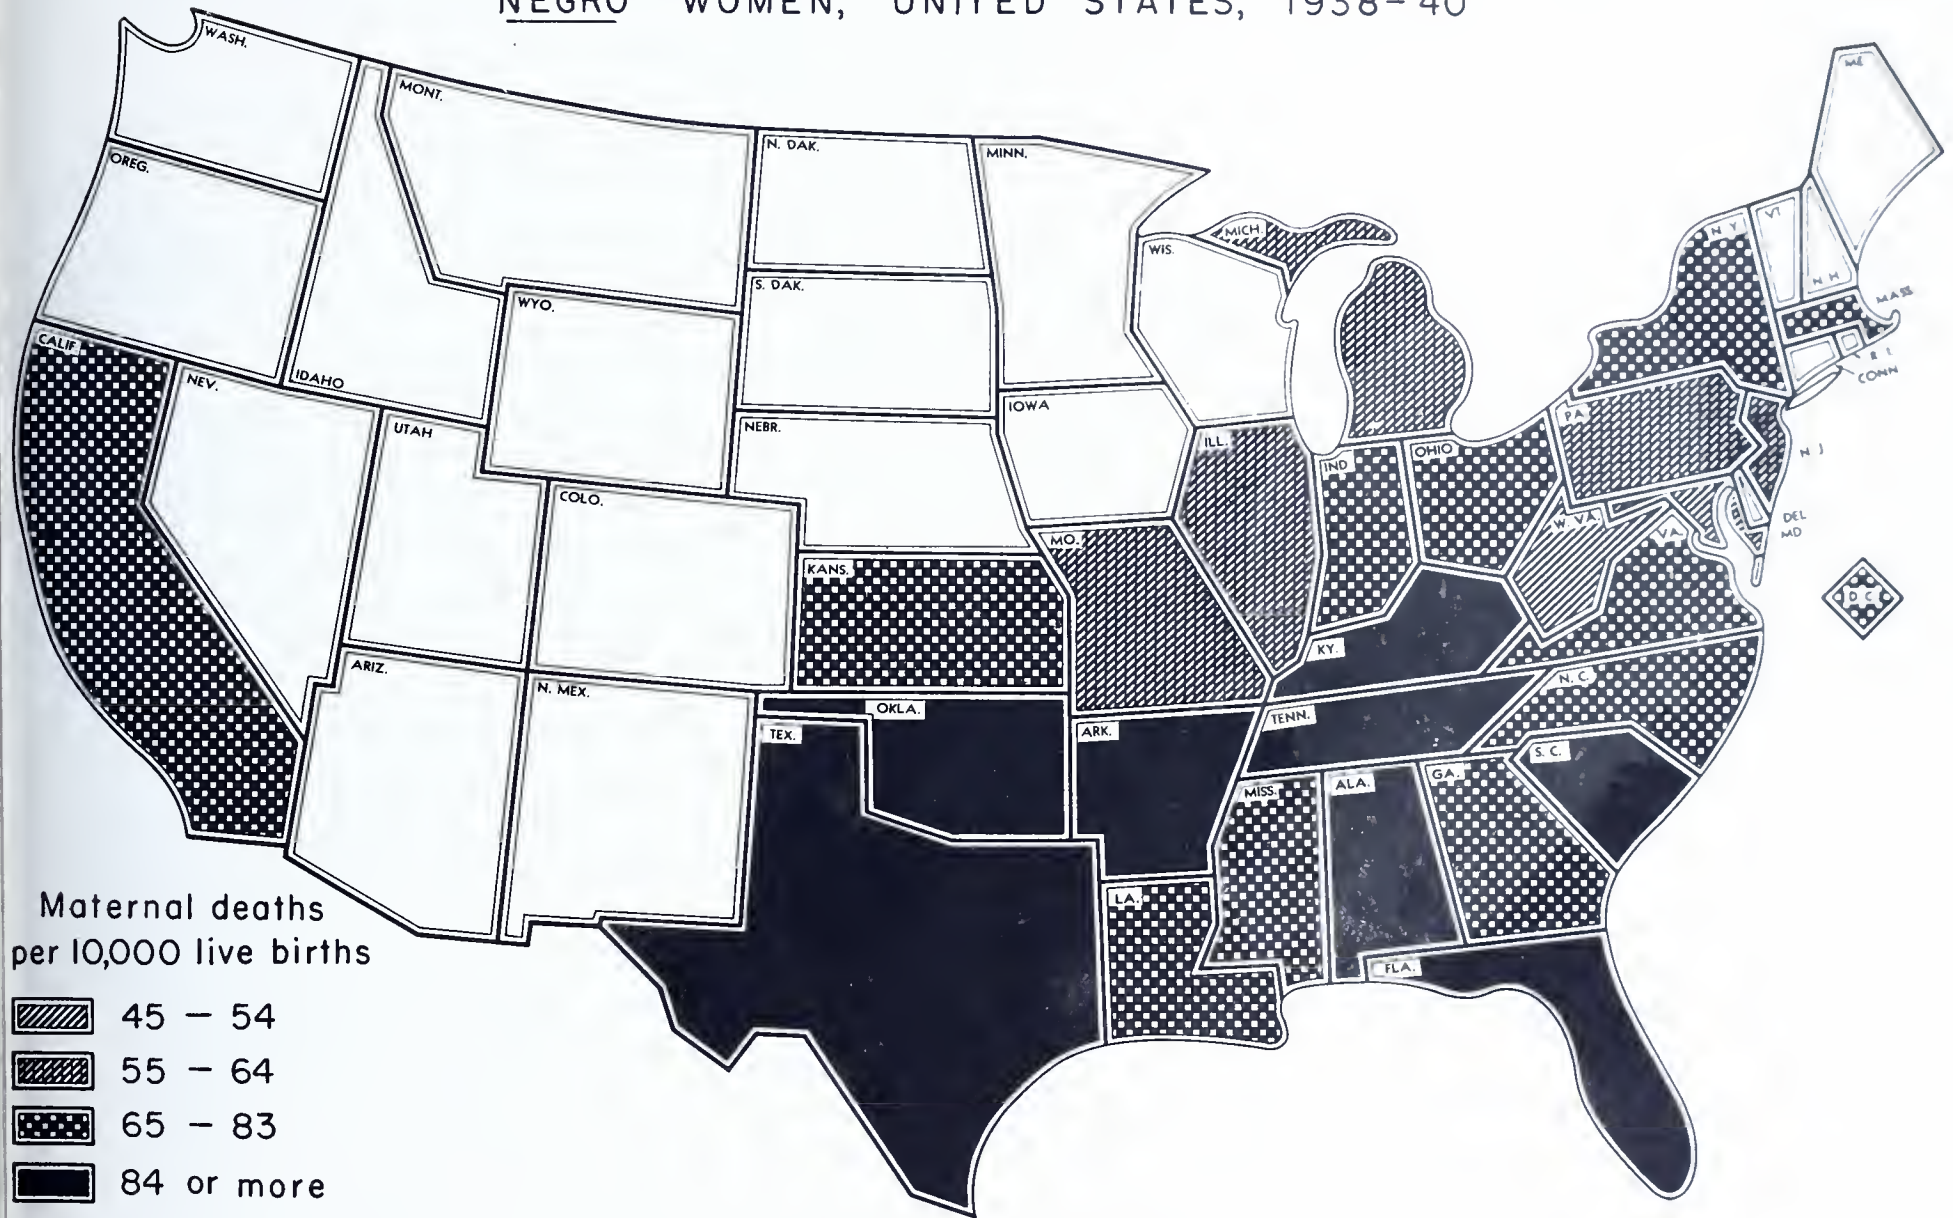 NEGRO WOMEN, UNITED STATES, 1938-40
WASH.
MONT.
N. DAK.
MINN.
ME
OREG.
S. DAK.
WIS.
MICH.
N Y
VT
N H
MASS
IDAHO
WYO.
CALIF
NEV.
UTAH
NEBR.
IOWA
ILL.
IND
OHIO
PA.
R I
CONN
N J
COLO.
KANS.
MO.
W. VA.
VA.
DEL
MD
D C
KY.
ARIZ.
N. MEX.
OKLA.
TEX.
ARK.
TENN.
N. C.
S. C.
MISS.
ALA.
GA.
LA.
FLA.
Maternal deaths
per 10,000 live births
45 — 54
55 — 64
65 — 83
84 or more